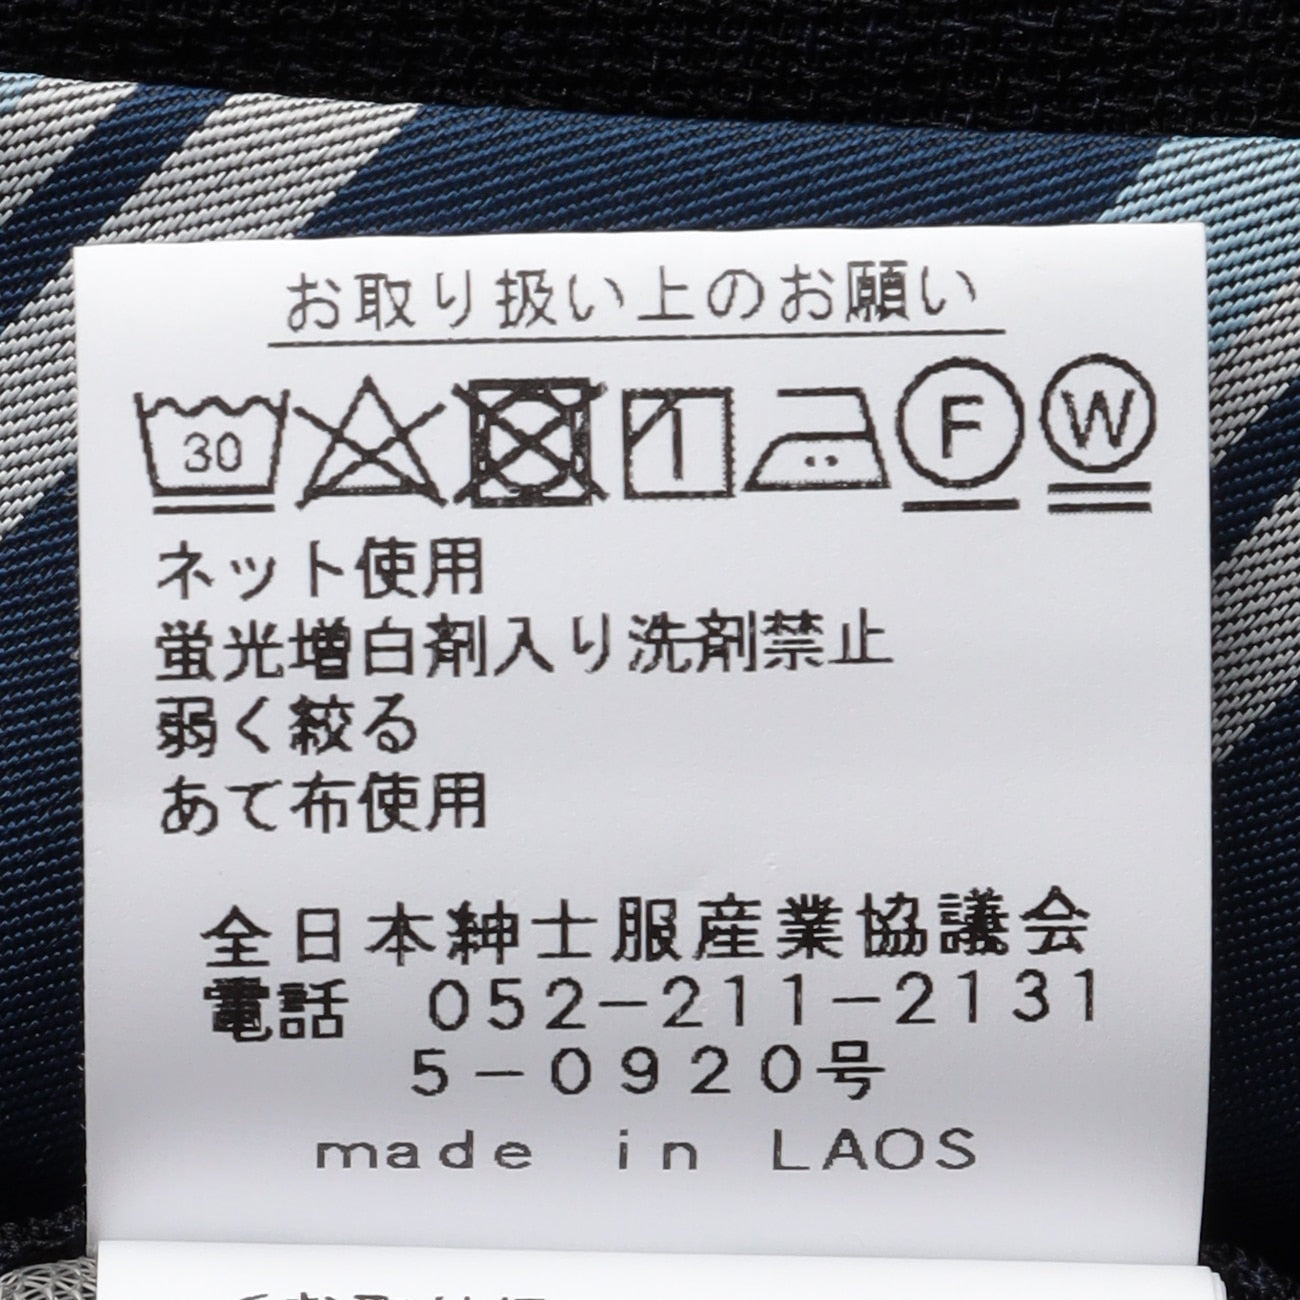 お取り扱い上のお願い
30 F W
ネット使用
蛍光増白剤入り洗剤禁止
弱く絞る
あて布使用
全日本紳士服産業協議会
電話 052-211-2131
5-0920号
made in LAOS